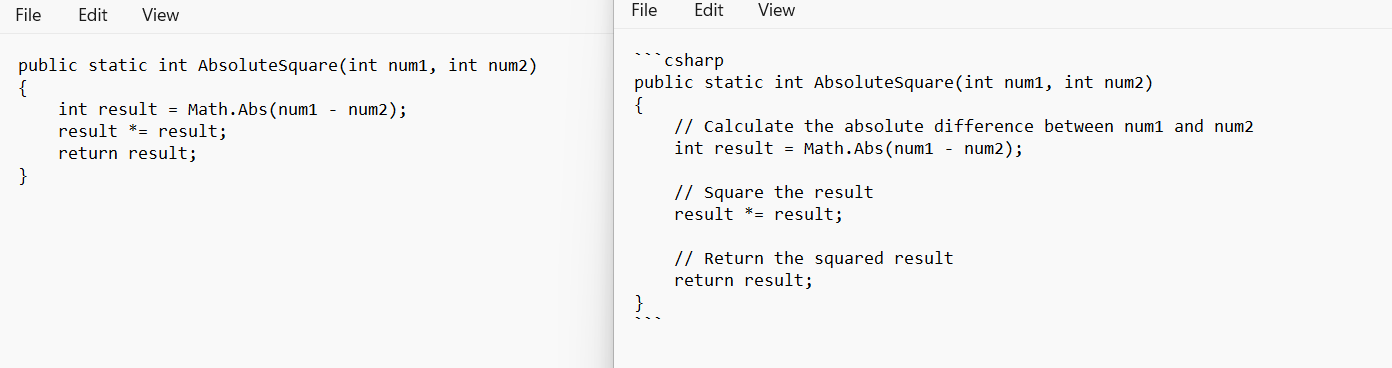 File Edit View
public static int AbsoluteSquare(int num1, int num2)
{
    int result = Math.Abs(num1 - num2);
    result *= result;
    return result;
}
File Edit View
```csharp
public static int AbsoluteSquare(int num1, int num2)
{
    // Calculate the absolute difference between num1 and num2
    int result = Math.Abs(num1 - num2);

    // Square the result
    result *= result;

    // Return the squared result
    return result;
}
```